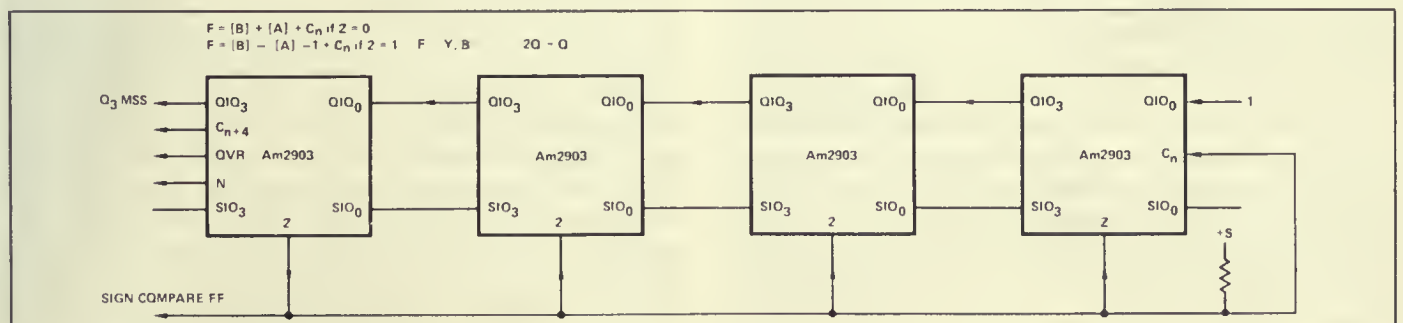 F = [B] + [A] + Cn if Z = 0
F = [B] – [A] –1 + Cn if Z = 1 F Y, B 2Q – Q
Q3 MSS QIO3 QIO0 QIO3 QIO0 QIO3 QIO0 QIO3 QIO0 1
Cn+4
OVR Am2903 Am2903 Am2903 Am2903 Cn
N
SIO3 SIO0 SIO3 SIO0 SIO3 SIO0 SIO3 SIO0
Z Z Z Z
+5
SIGN COMPARE FF